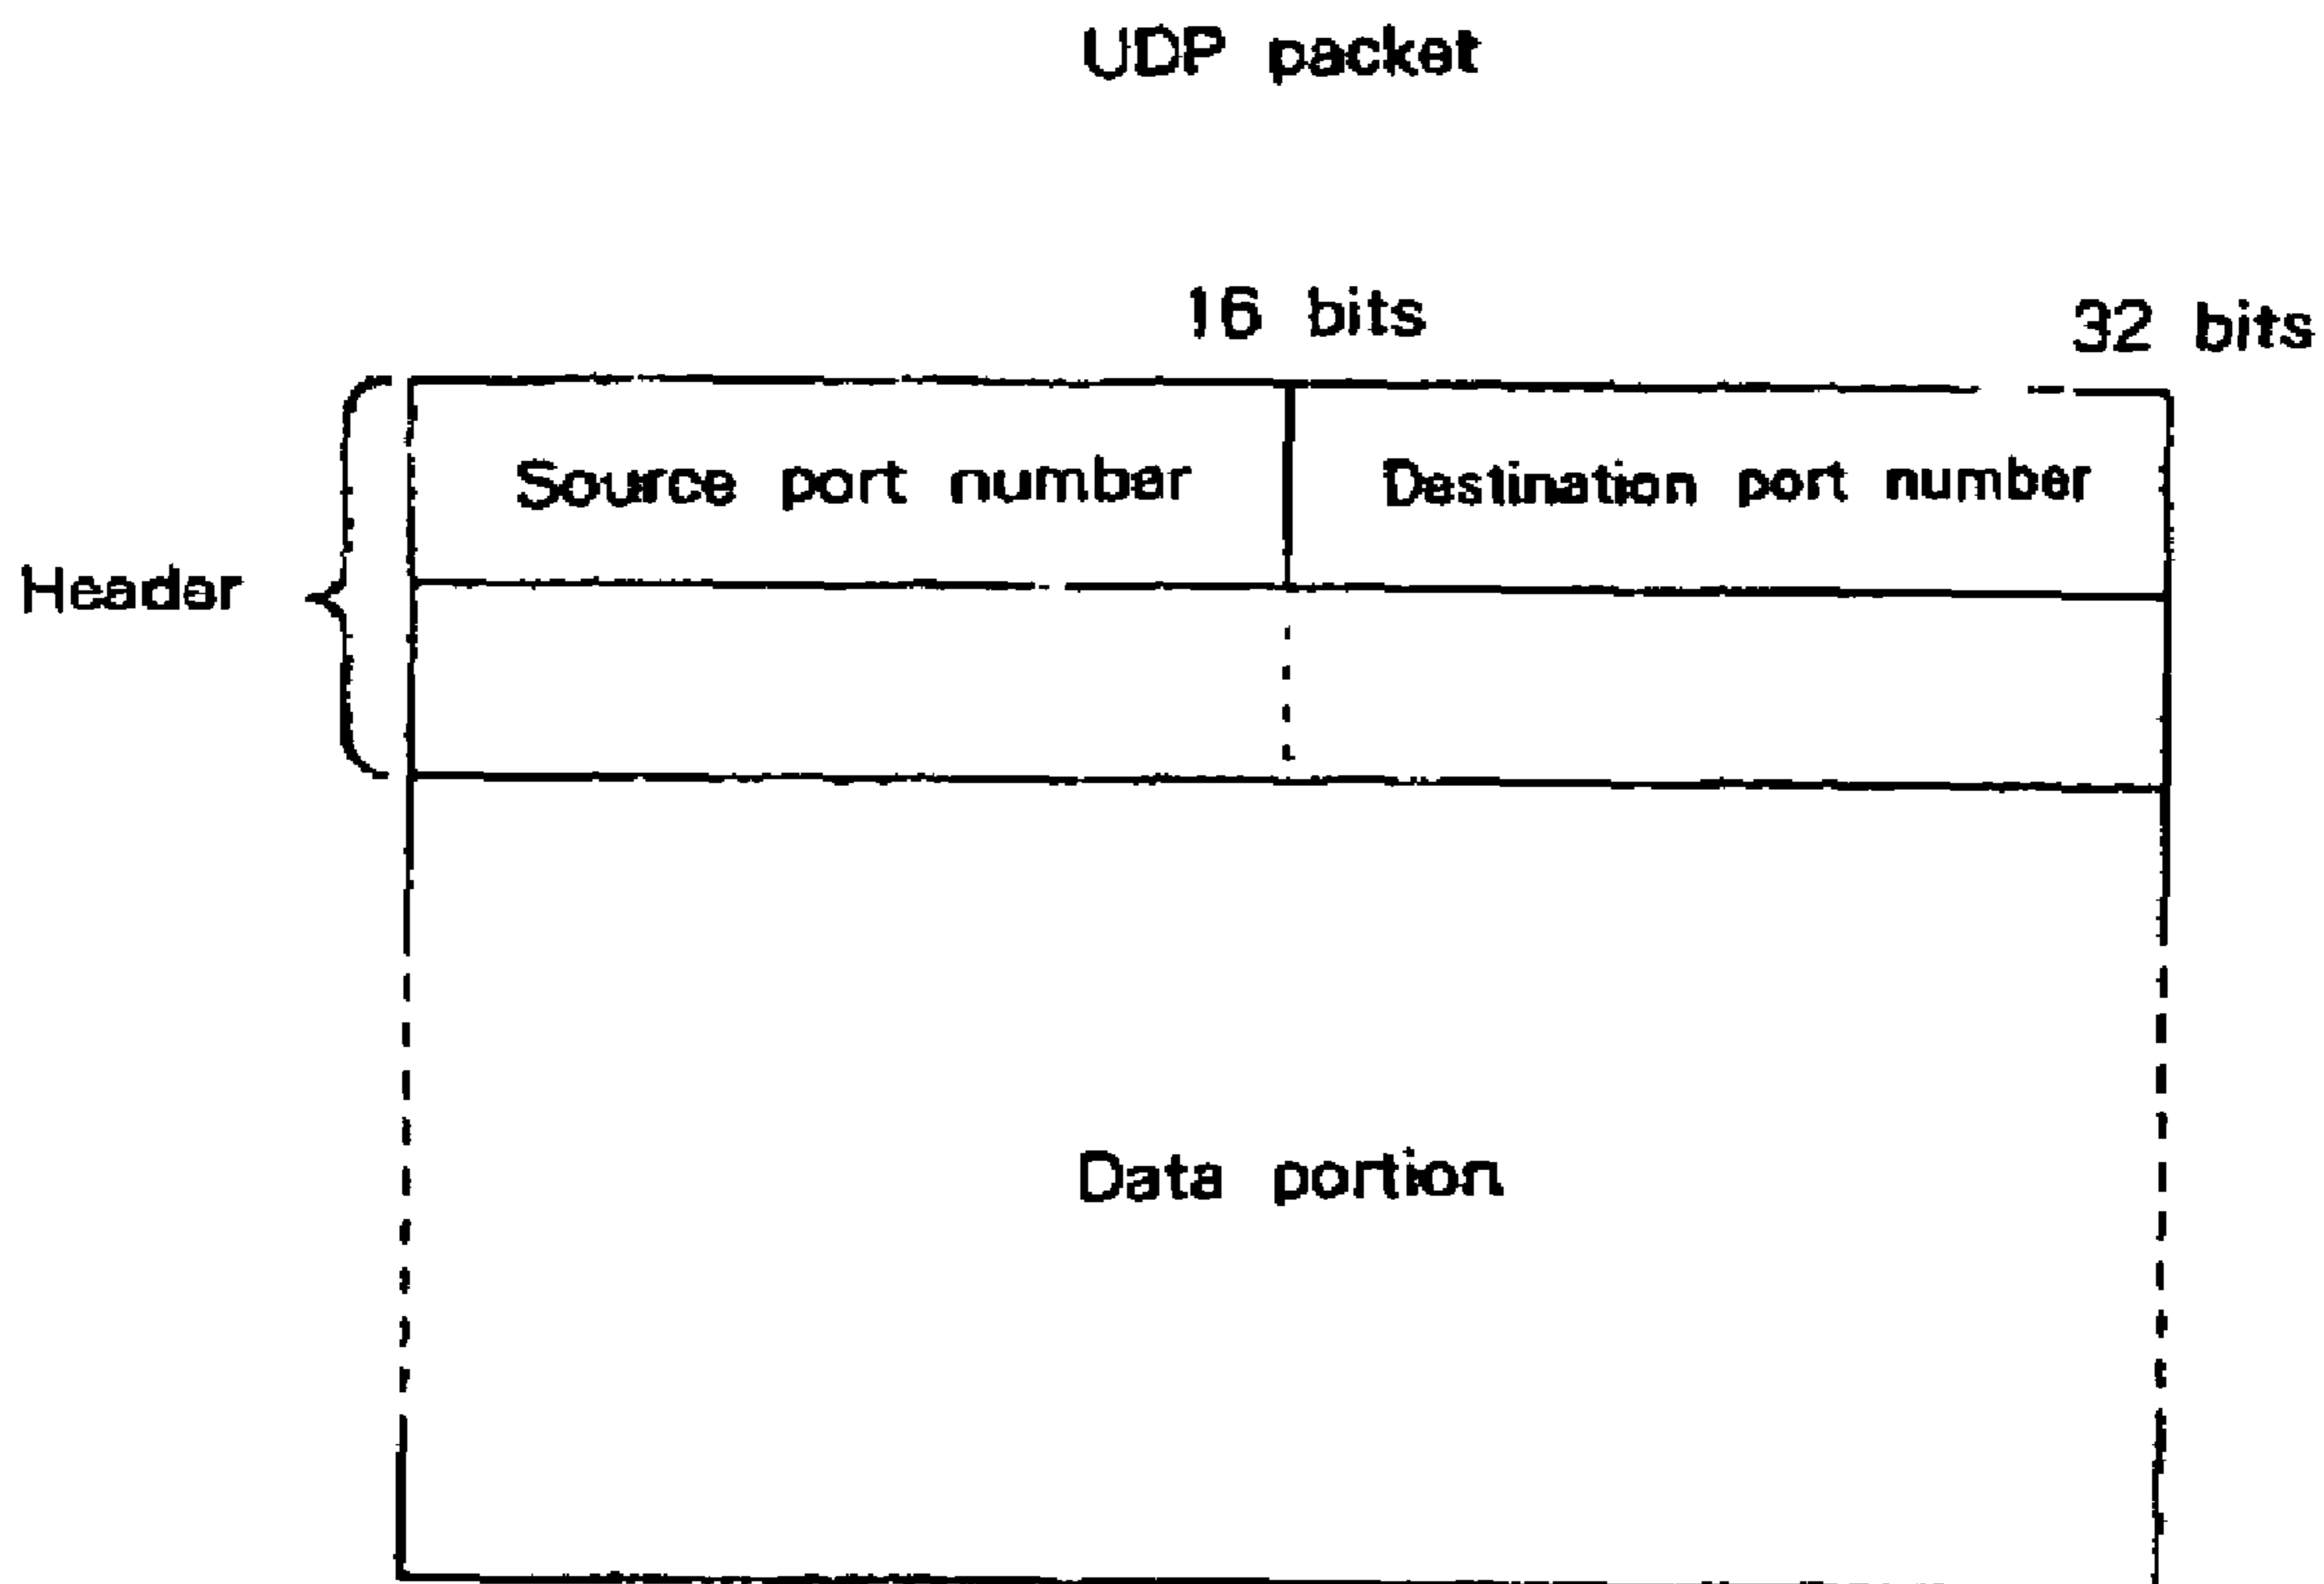 UDP packet
16 bits 32 bits
Source port number Destination port number
Header
Data portion